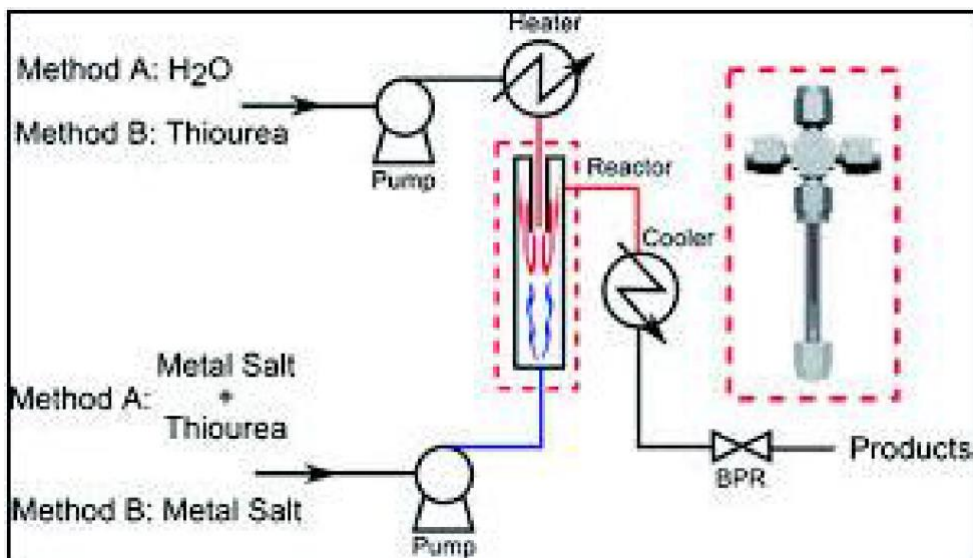 Heater
Method A: H₂O
Method B: Thiourea
Pump
Reactor
Cooler
Metal Salt
Method A: +
Thiourea
BPR
Products
Method B: Metal Salt
Pump